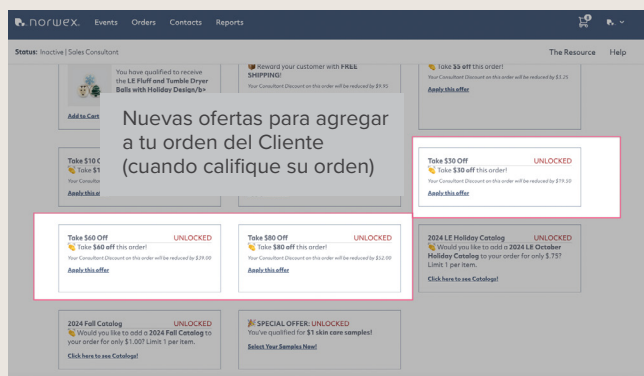 norwex. Events Orders Contacts Reports
0
Status: Inactive | Sales Consultant The Resource Help
You have qualified to receive
the LE Fluff and Tumble Dryer
Balls with Holiday Design/b>
Add to Cart
Reward your customer with FREE
SHIPPING!
Your Consultant Discount on this order will be reduced by $9.95
Take $5 off this order!
Your Consultant Discount on this order will be reduced by $3.25
Apply this offer
Nuevas ofertas para agregar
a tu orden del Cliente
(cuando califique su orden)
Take $10 O
Take $1
Your Consulta
Apply this o
Take $30 Off UNLOCKED
Take $30 off this order!
Your Consultant Discount on this order will be reduced by $19.50
Apply this offer
Take $60 Off UNLOCKED
Take $60 off this order!
Your Consultant Discount on this order will be reduced by $39.00
Apply this offer
Take $80 Off UNLOCKED
Take $80 off this order!
Your Consultant Discount on this order will be reduced by $52.00
Apply this offer
2024 LE Holiday Catalog UNLOCKED
Would you like to add a 2024 LE October
Holiday Catalog to your order for only $.75?
Limit 1 per item.
Click here to see Catalogs!
2024 Fall Catalog UNLOCKED
Would you like to add a 2024 Fall Catalog to
your order for only $1.00? Limit 1 per item.
Click here to see Catalogs!
SPECIAL OFFER: UNLOCKED
You've qualified for $1 skin care samples!
Select Your Samples Now!